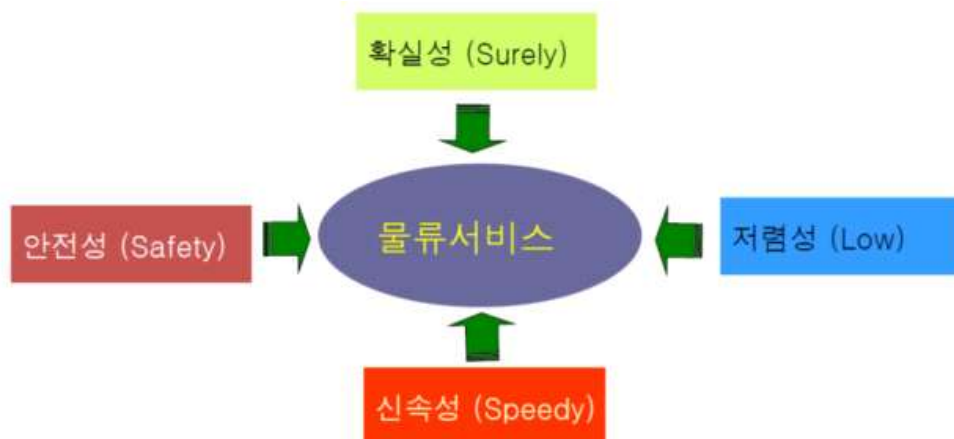 확실성 (Surely)
안전성 (Safety)
물류서비스
저렴성 (Low)
신속성 (Speedy)